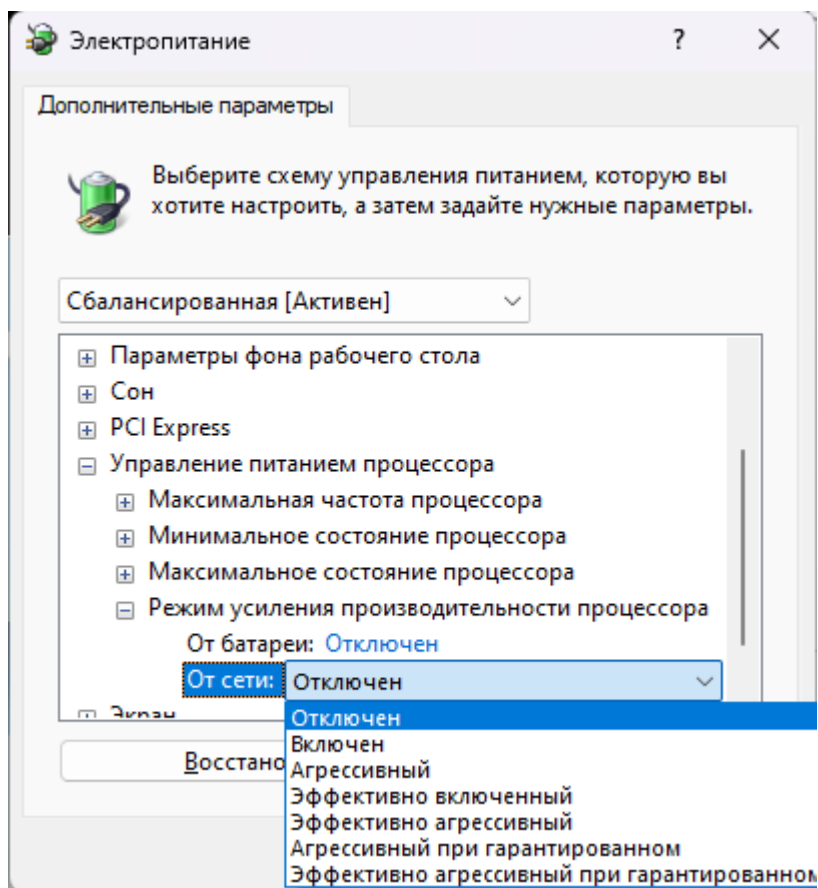 Электропитание ?
Дополнительные параметры
Выберите схему управления питанием, которую вы
хотите настроить, а затем задайте нужные параметры.
Сбалансированная [Активен]
Параметры фона рабочего стола
Сон
PCI Express
Управление питанием процессора
Максимальная частота процессора
Минимальное состояние процессора
Максимальное состояние процессора
Режим усиления производительности процессора
От батареи: Отключен
От сети: Отключен
Экран
Отключен
Включен
Восстано
Агрессивный
Эффективно включенный
Эффективно агрессивный
Агрессивный при гарантированном
Эффективно агрессивный при гарантированном